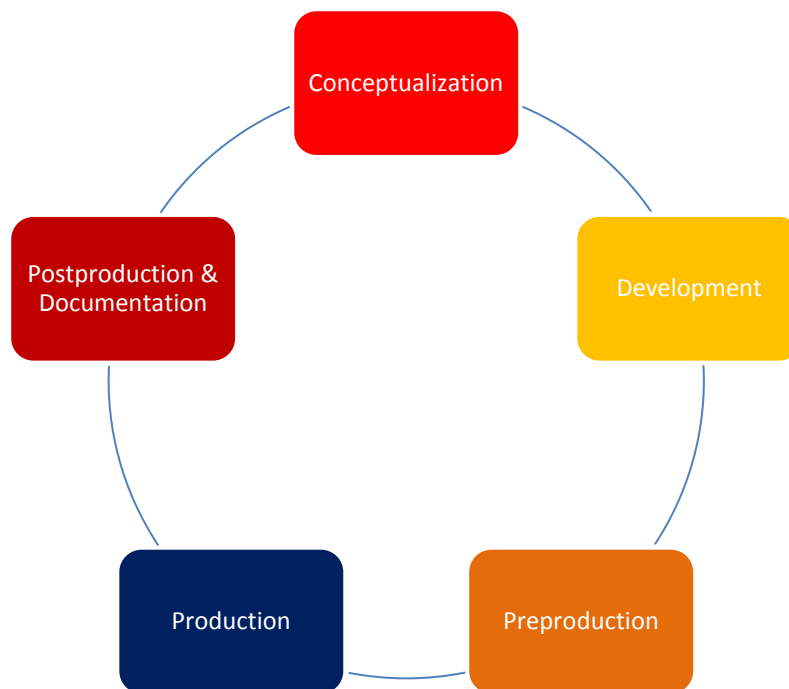 Conceptualization
Development
Preproduction
Production
Postproduction &
Documentation